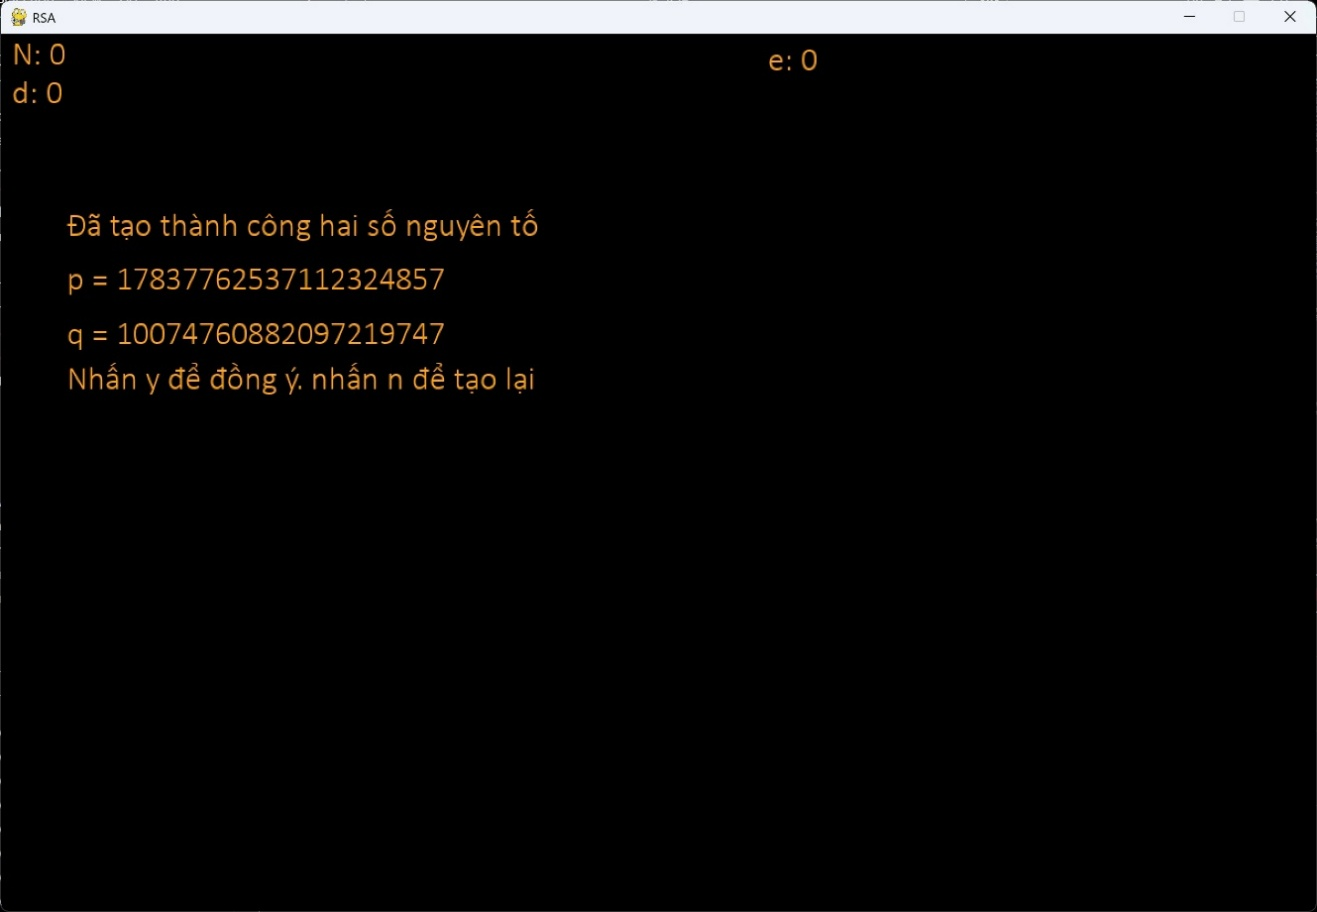 RSA
N: 0
e: 0
d: 0
Đã tạo thành công hai số nguyên tố
p = 17837762537112324857
q = 10074760882097219747
Nhấn y để đồng ý. nhấn n để tạo lại